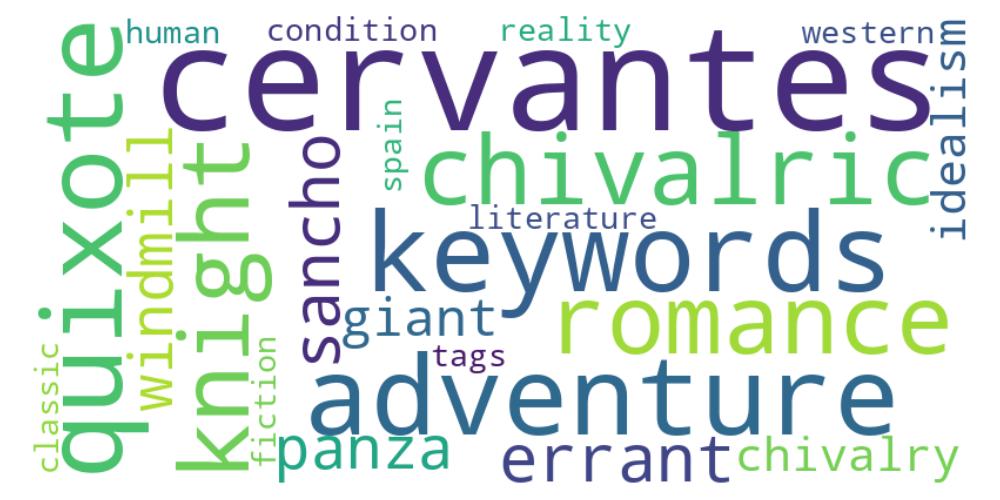 human
condition
reality
western
cervantes
quixote
idealism
windmill
knight
sancho
spain
chivalric
literature
keywords
giant
romance
tags
adventure
classic
fiction
panza
errant
chivalry